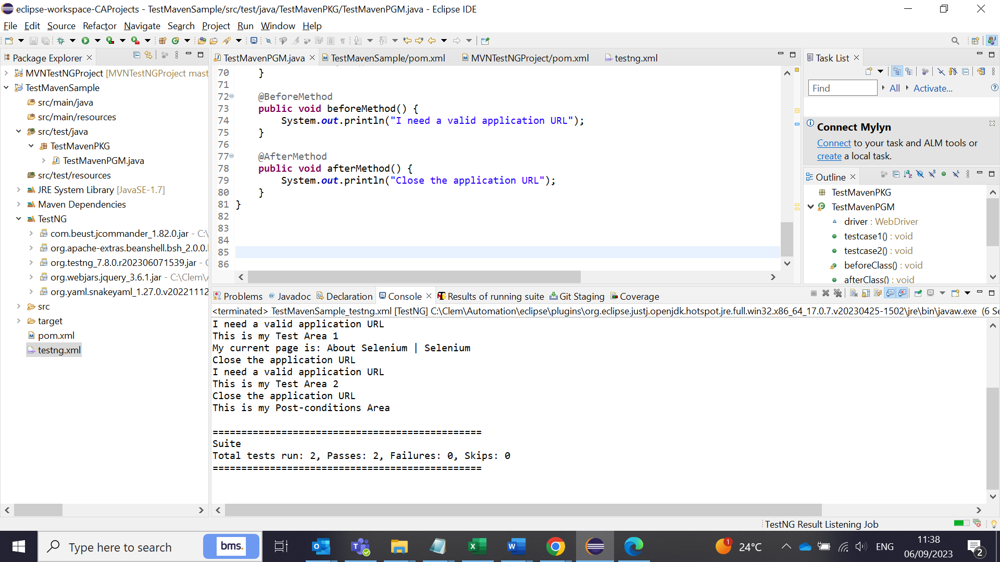 eclipse-workspace-CAProjects - TestMavenSample/src/test/java/TestMavenPKG/TestMavenPGM.java - Eclipse IDE
File Edit Source Refactor Navigate Search Project Run Window Help
Package Explorer
MVNTestNGProject [MVNTestNGProject mast
TestMavenSample
src/main/java
src/main/resources
src/test/java
TestMavenPKG
TestMavenPGM.java
src/test/resources
JRE System Library [JavaSE-1.7]
Maven Dependencies
TestNG
com.beust.jcommander_1.82.0.jar - C:\
org.apache-extras.beanshell.bsh_2.0.0.
org.testng_7.8.0.r202306071539.jar - C
org.webjars.jquery_3.6.1.jar - C:\Clem\
org.yaml.snakeyaml_1.27.0.v20221112
src
target
pom.xml
testng.xml
TestMavenPGM.java TestMavenSample/pom.xml MVNTestNGProject/pom.xml testng.xml
70 }
71
72 @BeforeMethod
73 public void beforeMethod() {
74 System.out.println("I need a valid application URL");
75 }
76
77 @AfterMethod
78 public void afterMethod() {
79 System.out.println("Close the application URL");
80 }
81 }
82
83
84
85
86
Task List
Find All Activate...
Connect Mylyn
Connect to your task and ALM tools or
create a local task.
Outline
TestMavenPKG
TestMavenPGM
driver : WebDriver
testcase1() : void
testcase2() : void
beforeClass() : void
afterClass() : void
Problems @ Javadoc Declaration Console Results of running suite Git Staging Coverage
<terminated> TestMavenSample_testng.xml [TestNG] C:\Clem\Automation\eclipse\plugins\org.eclipse.justj.openjdk.hotspot.jre.full.win32.x86_64_17.0.7.v20230425-1502\jre\bin\javaw.exe (6 Se
I need a valid application URL
This is my Test Area 1
My current page is: About Selenium | Selenium
Close the application URL
I need a valid application URL
This is my Test Area 2
Close the application URL
This is my Post-conditions Area
===============================================
Suite
Total tests run: 2, Passes: 2, Failures: 0, Skips: 0
===============================================
TestNG Result Listening Job
Type here to search
bms.
1
24°C
ENG
11:38
06/09/2023
2